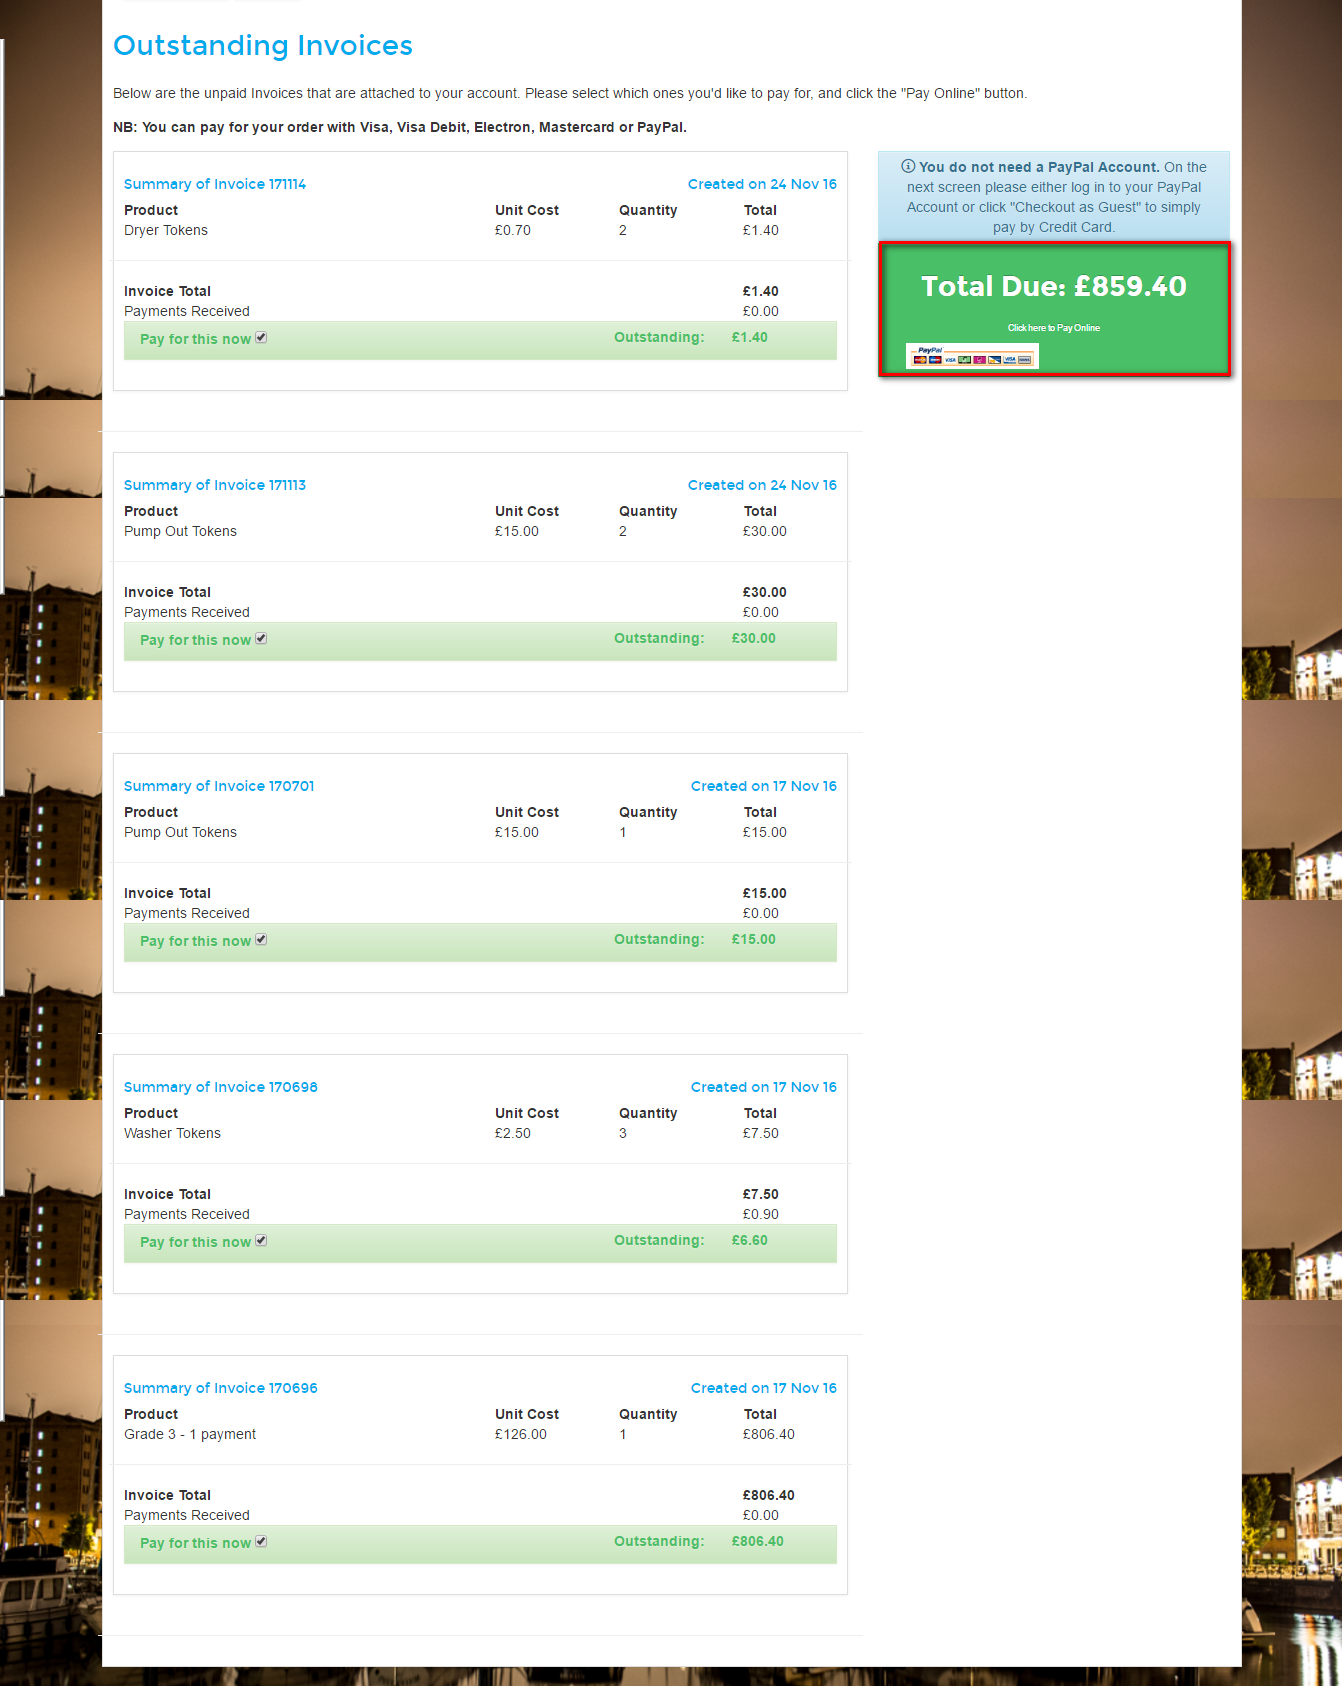 Outstanding Invoices
Below are the unpaid Invoices that are attached to your account. Please select which ones you'd like to pay for, and click the "Pay Online" button.
NB: You can pay for your order with Visa, Visa Debit, Electron, Mastercard or PayPal.
Summary of Invoice 171114 Created on 24 Nov 16
Product Unit Cost Quantity Total
Dryer Tokens £0.70 2 £1.40
Invoice Total £1.40
Payments Received £0.00
Pay for this now Outstanding: £1.40
You do not need a PayPal Account. On the
next screen please either log in to your PayPal
Account or click "Checkout as Guest" to simply
pay by Credit Card.
Total Due: £859.40
Click here to Pay Online
PayPal
VISA
VISA
Summary of Invoice 171113 Created on 24 Nov 16
Product Unit Cost Quantity Total
Pump Out Tokens £15.00 2 £30.00
Invoice Total £30.00
Payments Received £0.00
Pay for this now Outstanding: £30.00
Summary of Invoice 170701 Created on 17 Nov 16
Product Unit Cost Quantity Total
Pump Out Tokens £15.00 1 £15.00
Invoice Total £15.00
Payments Received £0.00
Pay for this now Outstanding: £15.00
Summary of Invoice 170698 Created on 17 Nov 16
Product Unit Cost Quantity Total
Washer Tokens £2.50 3 £7.50
Invoice Total £7.50
Payments Received £0.90
Pay for this now Outstanding: £6.60
Summary of Invoice 170696 Created on 17 Nov 16
Product Unit Cost Quantity Total
Grade 3 - 1 payment £126.00 1 £806.40
Invoice Total £806.40
Payments Received £0.00
Pay for this now Outstanding: £806.40